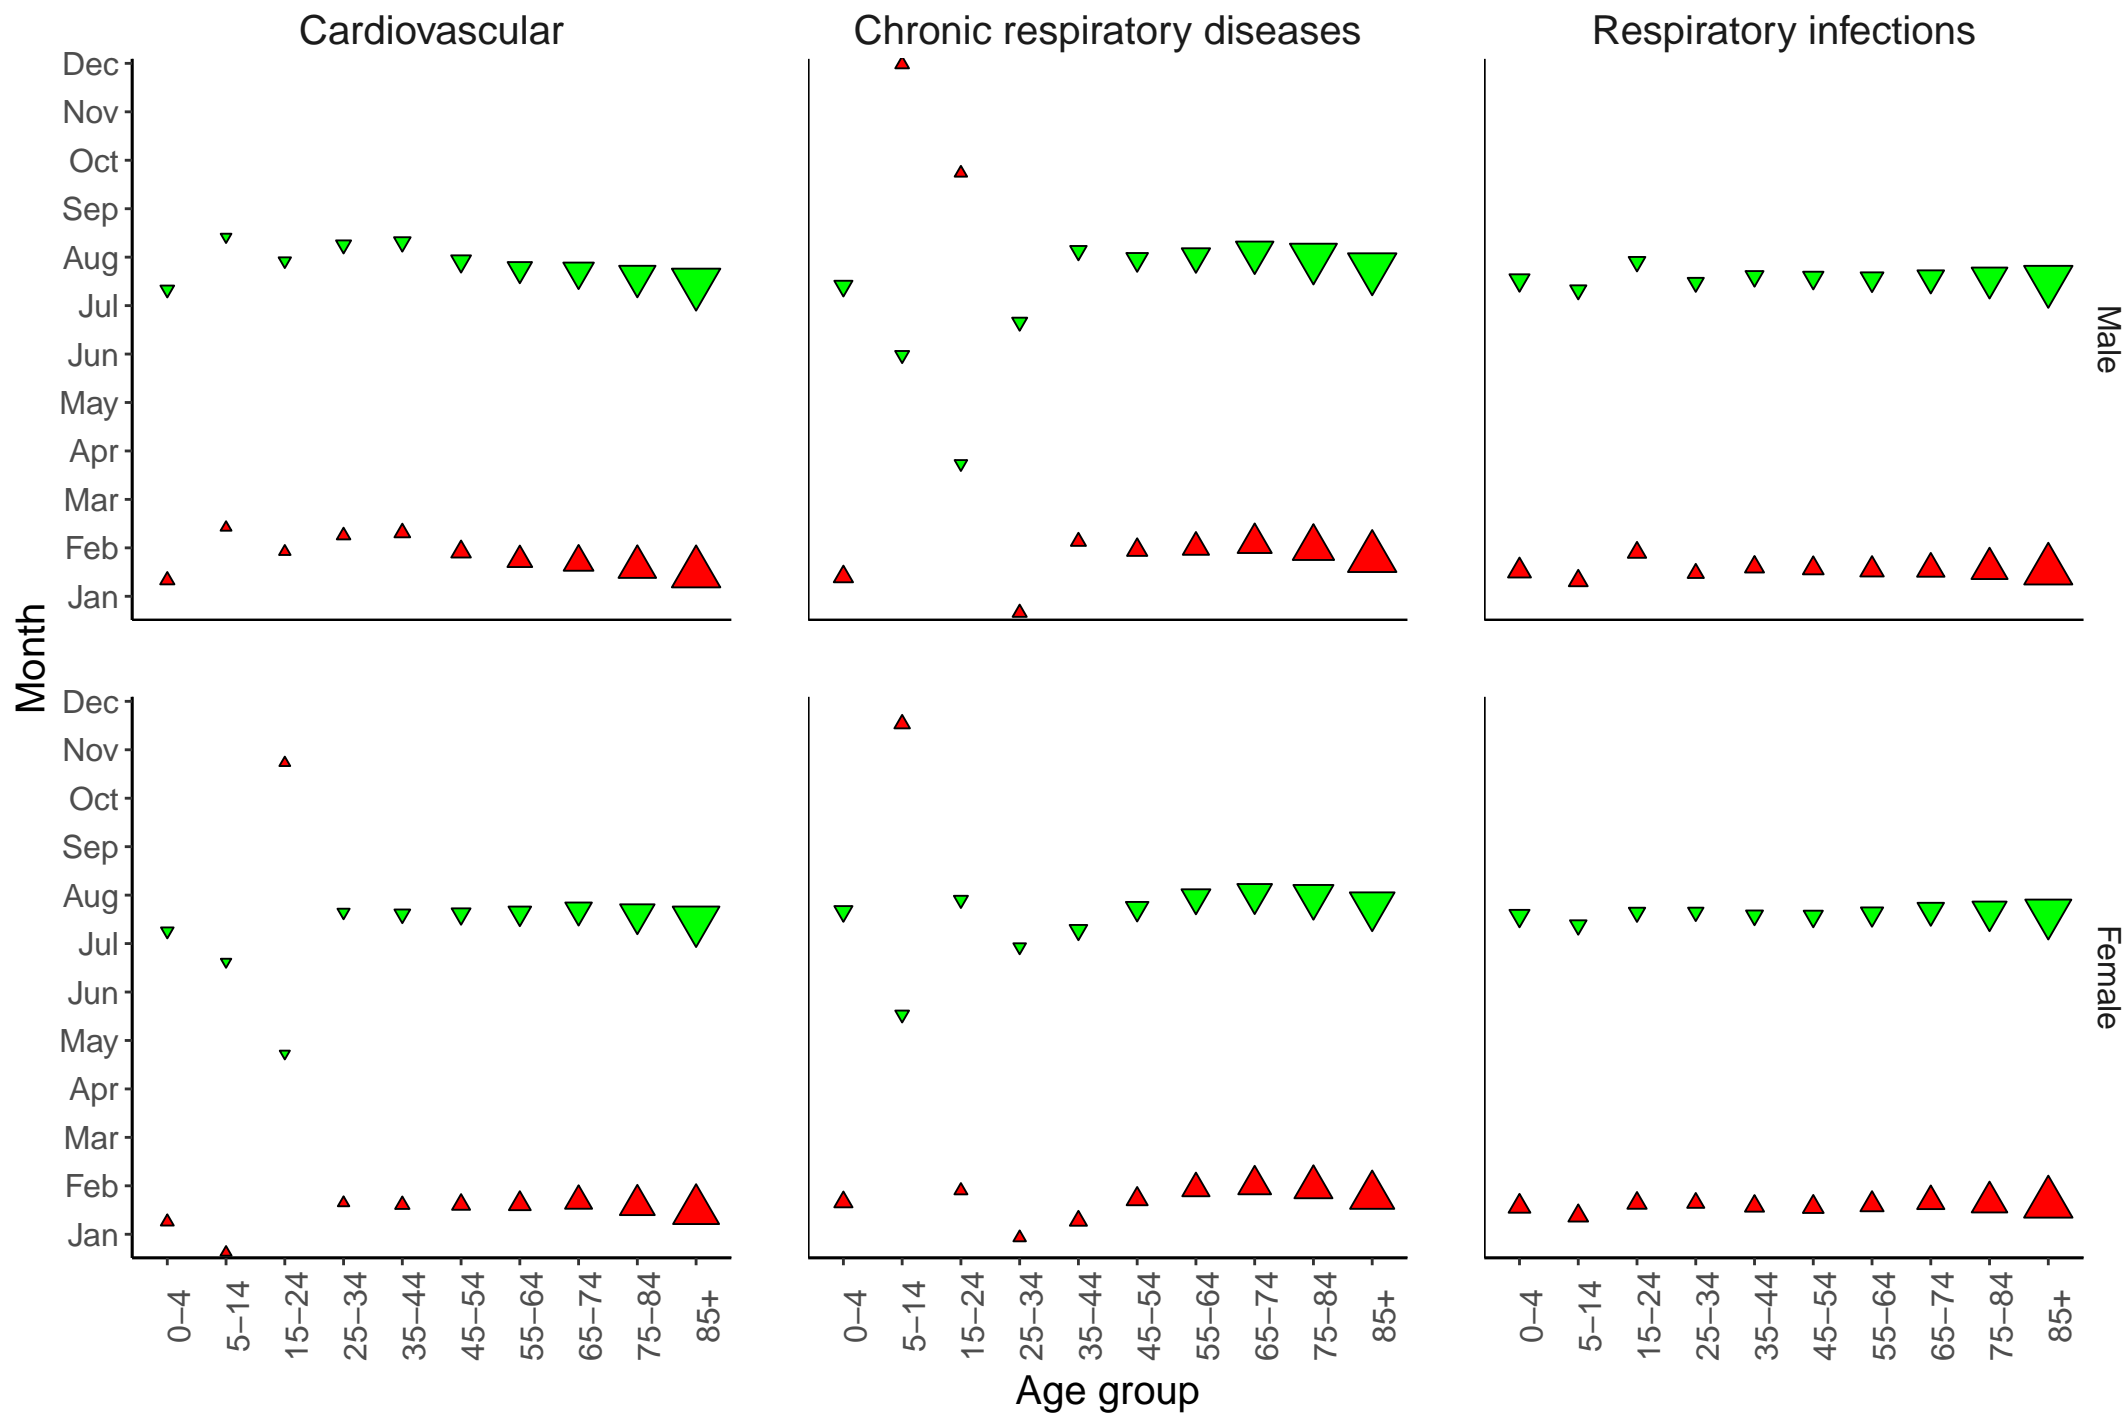 Cardiovascular
Chronic respiratory diseases
Respiratory infections
Dec
Nov
Oct
Sep
Aug
Jul
Jun
May
Apr
Mar
Feb
Jan
Male
Month
Dec
Nov
Oct
Sep
Aug
Jul
Jun
May
Apr
Mar
Feb
Jan
Female
0–4
5–14
15–24
25–34
35–44
45–54
55–64
65–74
75–84
85+
0–4
5–14
15–24
25–34
35–44
45–54
55–64
65–74
75–84
85+
0–4
5–14
15–24
25–34
35–44
45–54
55–64
65–74
75–84
85+
Age group